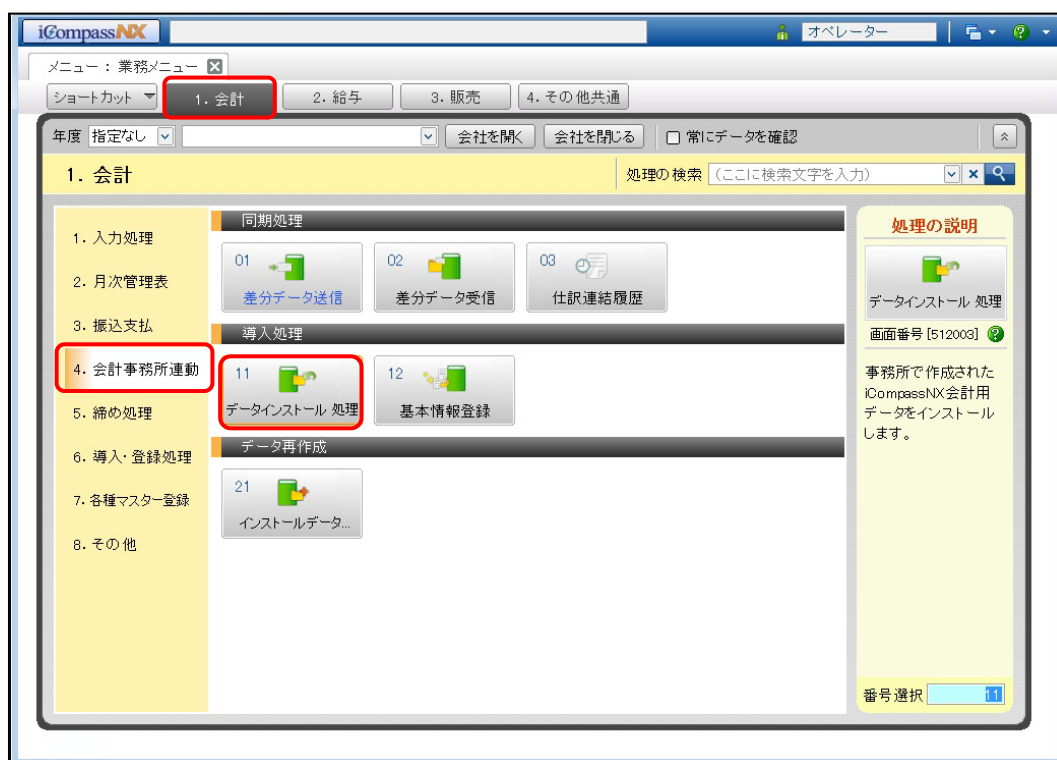 iCompassNX
オペレーター
メニュー : 業務メニュー
ショートカット
1. 会計
2. 給与
3. 販売
4. その他共通
年度 指定なし
会社を開く
会社を閉じる
常にデータを確認
1. 会計
処理の検索 (ここに検索文字を入力)
1. 入力処理
2. 月次管理表
3. 振込支払
4. 会計事務所連動
5. 締め処理
6. 導入・登録処理
7. 各種マスター登録
8. その他
同期処理
01
差分データ送信
02
差分データ受信
03
仕訳連結履歴
導入処理
11
データインストール 処理
12
基本情報登録
データ再作成
21
インストールデータ...
処理の説明
データインストール 処理
画面番号 [512003]
事務所で作成された
iCompassNX会計用
データをインストール
します。
番号選択 11